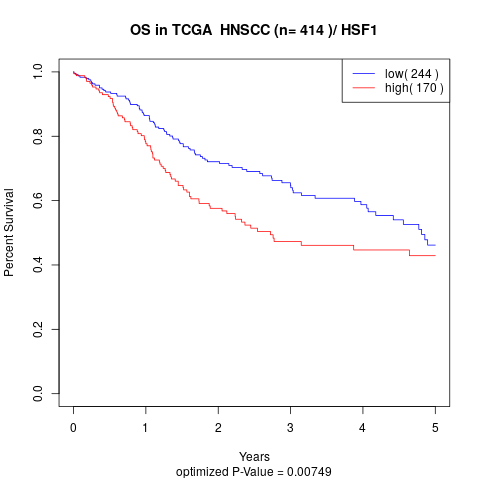 OS in TCGA  HNSCC (n= 414 )/ HSF1
low( 244 )
high( 170 )
Percent Survival
1.0
0.8
0.6
0.4
0.2
0.0
0 1 2 3 4 5
Years
optimized P-Value = 0.00749